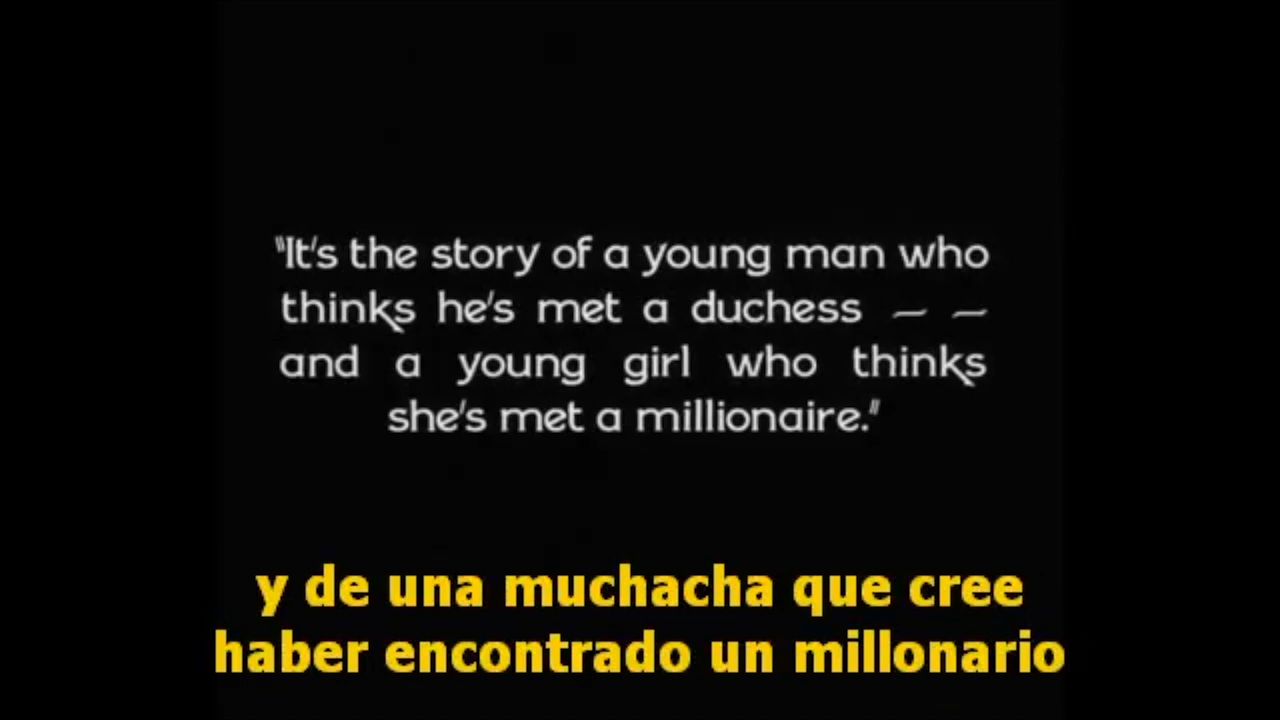 "It's the story of a young man who
thinks he's met a duchess — —
and a young girl who thinks
she's met a millionaire."
y de una muchacha que cree
haber encontrado un millonario